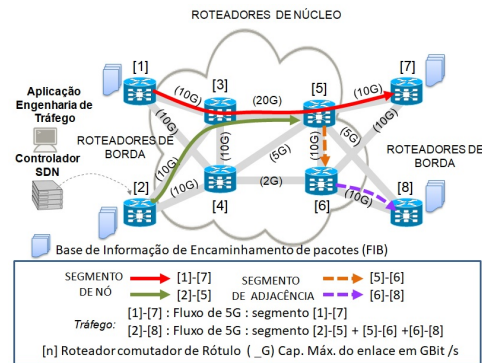 ROTEADORES DE NÚCLEO
[1]
[7]
(10G)
[3]
[5]
(10G)
(20G)
Aplicação
Engenharia de
Tráfego
(10G)
(10G)
ROTEADORES DE
BORDA
(10G)
(10G)
(5G)
(10G)
(5G)
ROTEADORES DE
BORDA
Controlador
SDN
[2]
(10G)
[4]
(2G)
[6]
(10G)
[8]
Base de Informação de Encaminhamento de pacotes (FIB)
SEGMENTO
DE NÓ
[1]-[7]
[2]-[5]
SEGMENTO
DE ADJACÊNCIA
[5]-[6]
[6]-[8]
Tráfego:
[1]-[7] : Fluxo de 5G : segmento [1]-[7]
[2]-[8] : Fluxo de 5G : segmento [2]-[5] + [5]-[6] +[6]-[8]
[n] Roteador comutador de Rótulo ( _G) Cap. Máx. do enlace em GBit /s